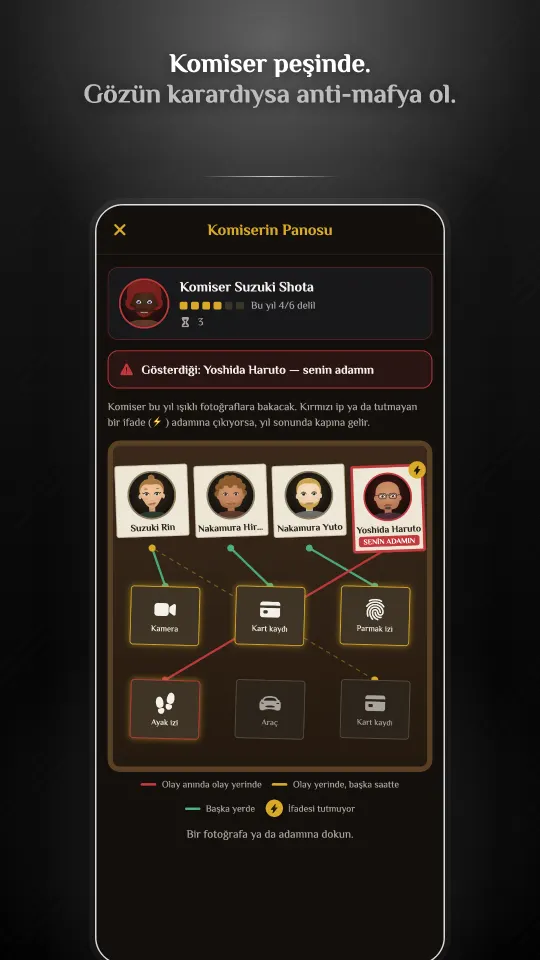 Komiser peşinde.
Gözün karardıysa anti-mafya ol.
Komiserin Panosu
Komiser Suzuki Shota
Bu yıl 4/6 delil
3
Gösterdiği: Yoshida Haruto — senin adamın
Komiser bu yıl ışıklı fotoğraflara bakacak. Kırmızı ip ya da tutmayan
bir ifade (⚡) adamına çıkıyorsa, yıl sonunda kapına gelir.
Suzuki Rin
Nakamura Hir...
Nakamura Yuto
Yoshida Haruto
SENİN ADAMIN
Kamera
Kart kaydı
Parmak izi
Ayak izi
Araç
Kart kaydı
Olay anında olay yerinde
Olay yerinde, başka saatte
Başka yerde
İfadesi tutmuyor
Bir fotoğrafa ya da adamına dokun.